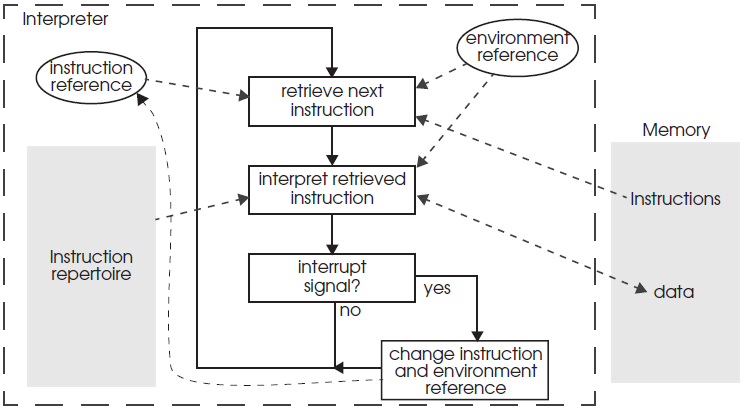 Interpreter
instruction
reference
environment
reference
retrieve next
instruction
Memory
interpret retrieved
instruction
Instructions
Instruction
repertoire
interrupt
signal?
yes
data
no
change instruction
and environment
reference